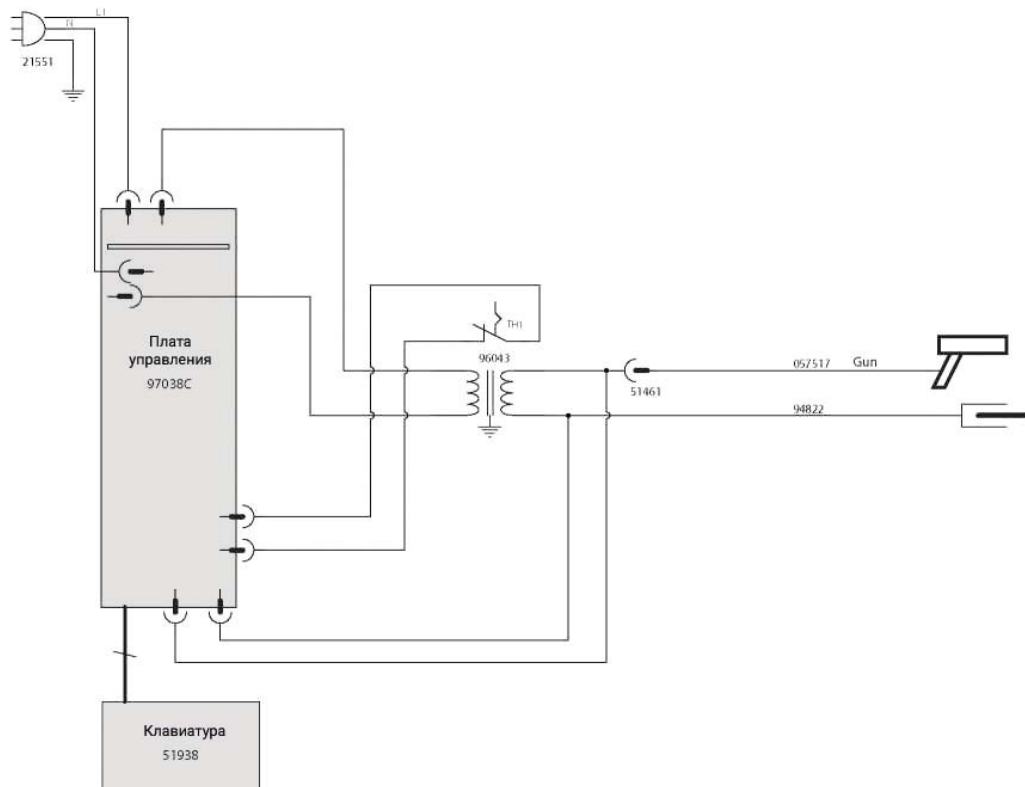 L1
N
21551
TH1
96043
057517 Gun
51461
94822
Плата
управления
97038C
Клавиатура
51938